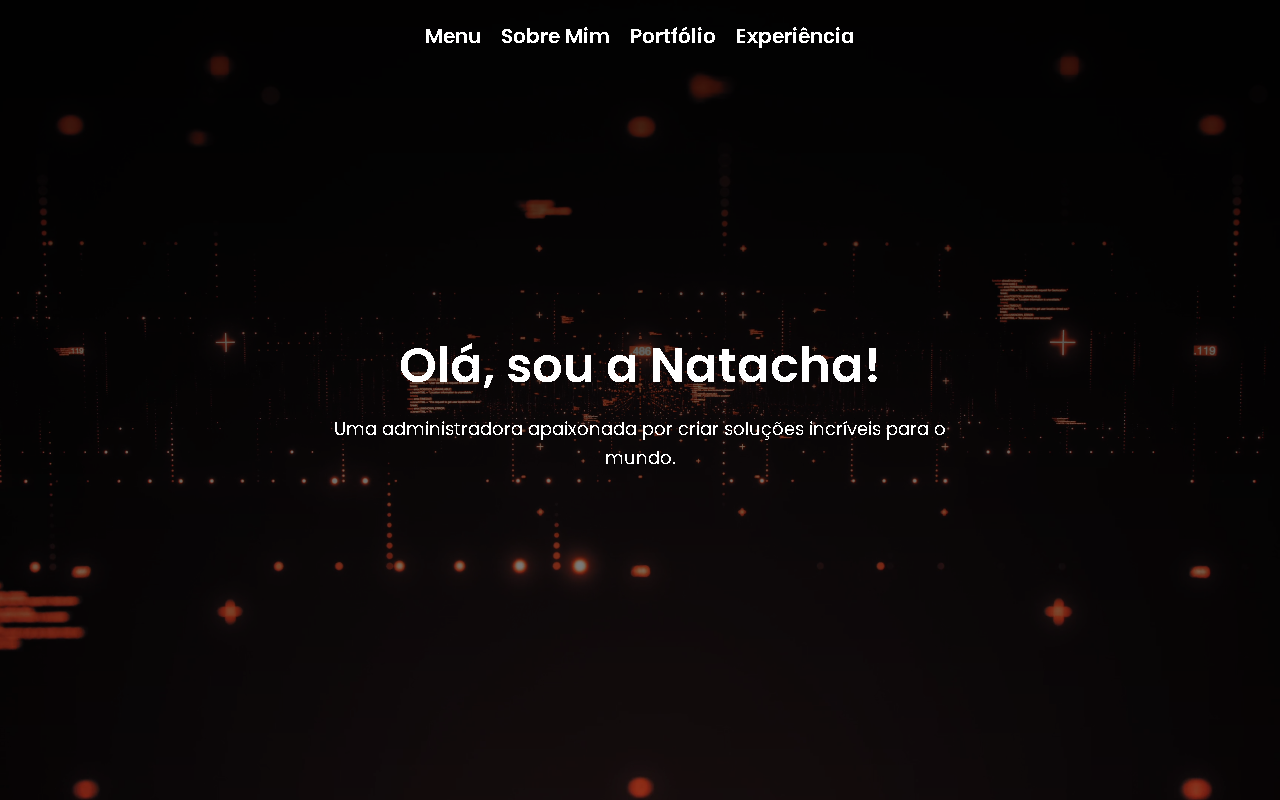 Menu Sobre Mim Portfólio Experiência
.119
.119
Olá, sou a Natacha!
Uma administradora apaixonada por criar soluções incríveis para o
mundo.